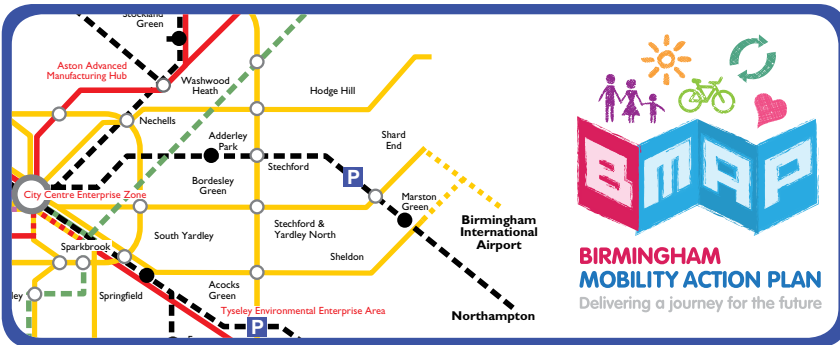 Stockland
Green
Aston Advanced
Manufacturing Hub
Washwood
Heath
Hodge Hill
Nechells
Adderley
Park
Shard
End
Stechford
P
Bordesley
Green
City Centre Enterprise Zone
Marston
Green
Birmingham
International
Airport
South Yardley
Stechford &
Yardley North
Sparkbrook
Sheldon
ley
Springfield
Acocks
Green
Tyseley Environmental Enterprise Area
P
Northampton
BMAP
BIRMINGHAM
MOBILITY ACTION PLAN
Delivering a journey for the future